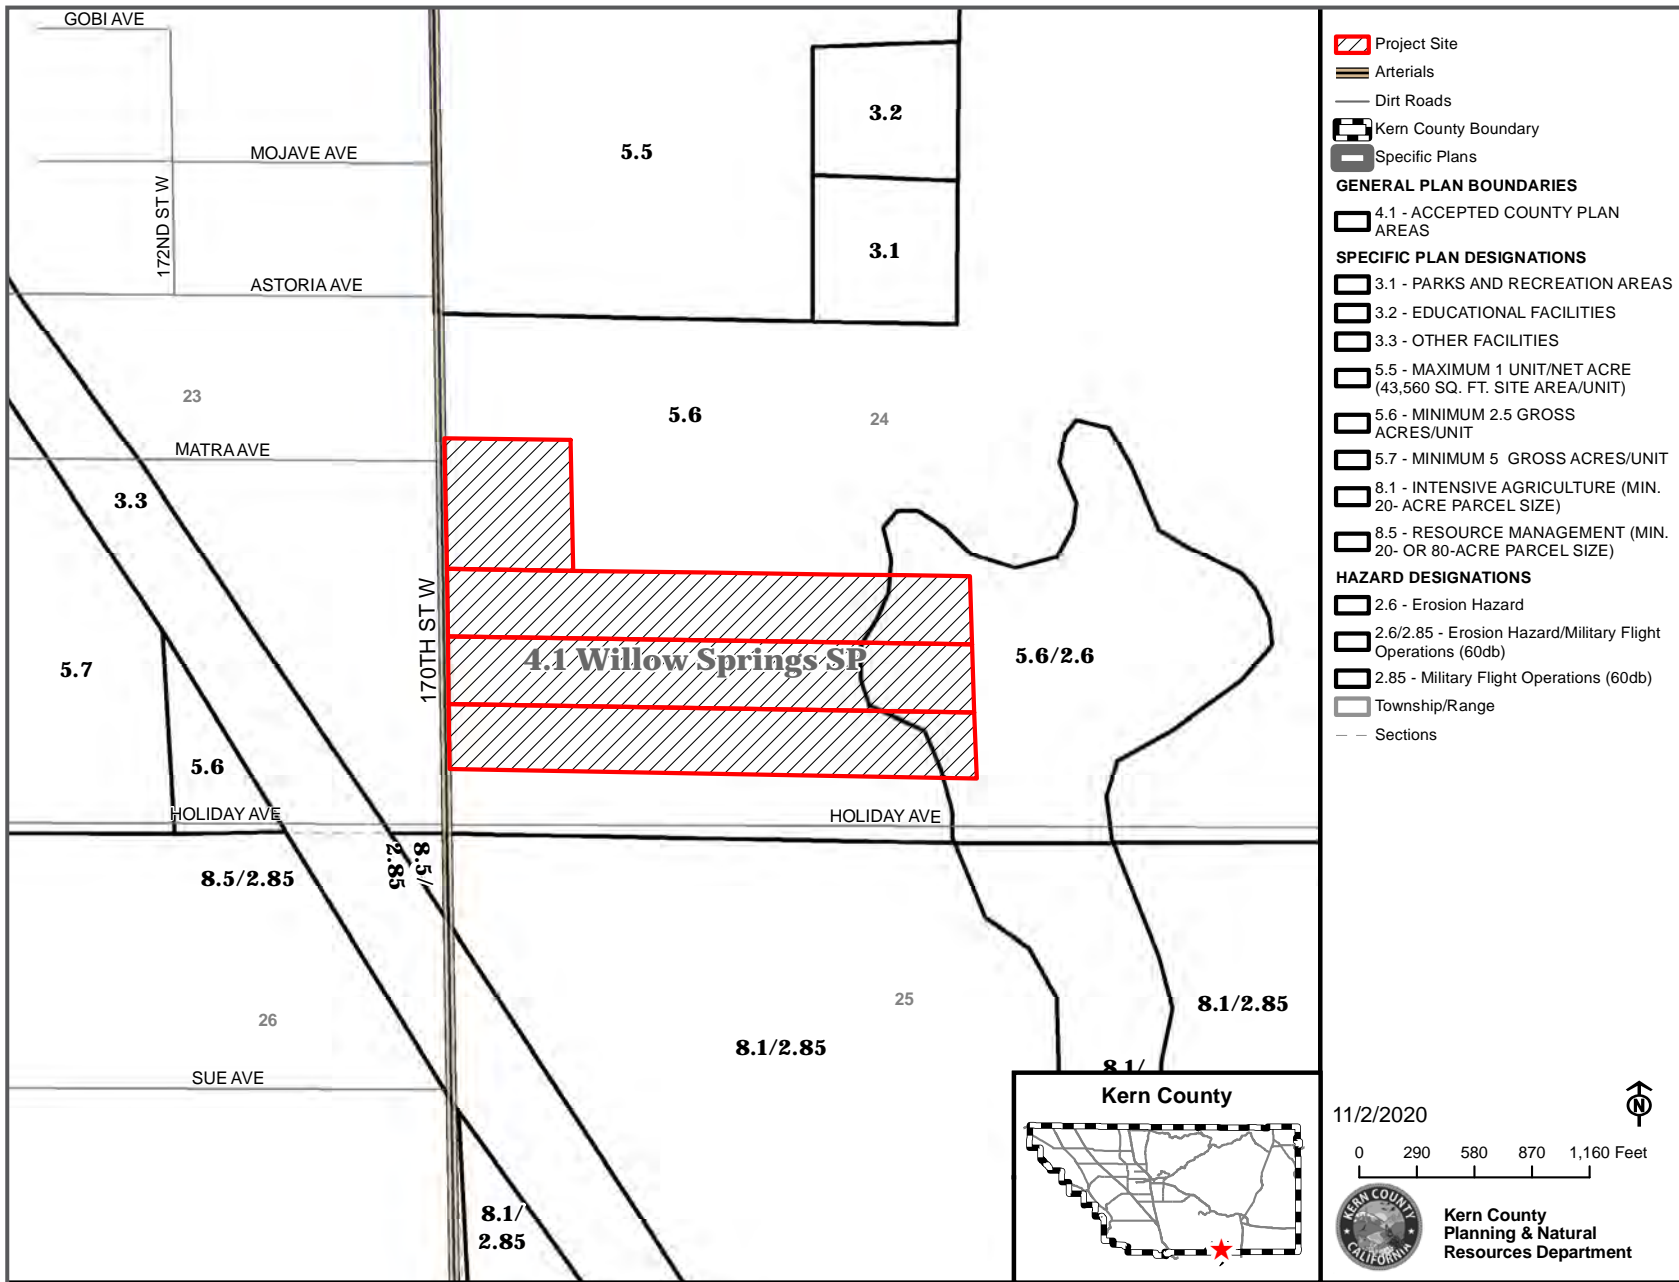 GOBI AVE
MOJAVE AVE
172ND ST W
ASTORIA AVE
5.5
3.2
3.1
23
MATRA AVE
3.3
5.6
24
170TH ST W
4.1 Willow Springs SP
5.6/2.6
5.7
5.6
HOLIDAY AVE
HOLIDAY AVE
8.5/2.85
8.5/
2.85
26
25
8.1/2.85
8.1/2.85
8.1/
SUE AVE
8.1/
2.85
Kern County
Project Site
Arterials
Dirt Roads
Kern County Boundary
Specific Plans
GENERAL PLAN BOUNDARIES
4.1 - ACCEPTED COUNTY PLAN
AREAS
SPECIFIC PLAN DESIGNATIONS
3.1 - PARKS AND RECREATION AREAS
3.2 - EDUCATIONAL FACILITIES
3.3 - OTHER FACILITIES
5.5 - MAXIMUM 1 UNIT/NET ACRE
(43,560 SQ. FT. SITE AREA/UNIT)
5.6 - MINIMUM 2.5 GROSS
ACRES/UNIT
5.7 - MINIMUM 5 GROSS ACRES/UNIT
8.1 - INTENSIVE AGRICULTURE (MIN.
20- ACRE PARCEL SIZE)
8.5 - RESOURCE MANAGEMENT (MIN.
20- OR 80-ACRE PARCEL SIZE)
HAZARD DESIGNATIONS
2.6 - Erosion Hazard
2.6/2.85 - Erosion Hazard/Military Flight
Operations (60db)
2.85 - Military Flight Operations (60db)
Township/Range
Sections
11/2/2020
N
0 290 580 870 1,160 Feet
KERN COUNTY
CALIFORNIA
Kern County
Planning & Natural
Resources Department